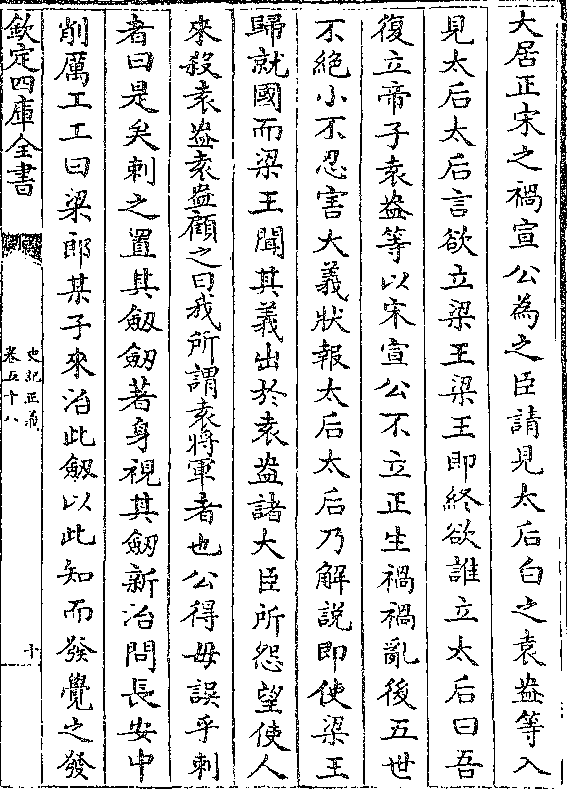 大居正宋之禍宣公為之臣請見太后白之袁盎等入
見太后太后言欲立梁王梁王即終欲誰立太后曰吾
復立帝子袁盎等以宋宣公不立正生禍禍亂後五世
不絕小不忍害大義狀報太后太后乃解說即使梁王
歸就國而梁王聞其義出於袁盎諸大臣所怨望使人
來殺袁盎袁盎顧之曰我所謂袁將軍者也公得毋誤乎刺
者曰是矣刺之置其劔劔著身視其劔新治問長安中
削厲工工曰梁郎某子來治此劔以此知而發覺之發
欽定四庫全書
史記正義
卷五十八
十